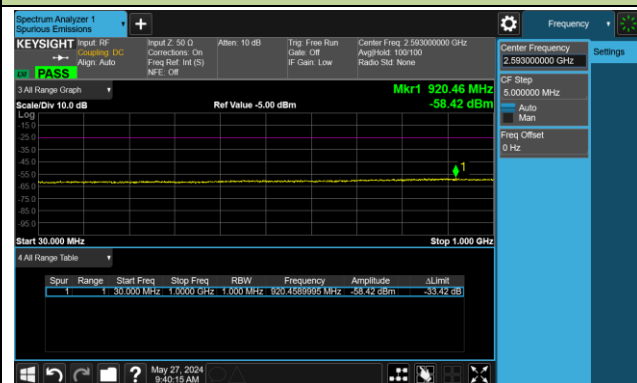 Spectrum Analyzer 1
Spurious Emissions
Frequency
KEYSIGHT
Input: RF
Coupling: DC
Align: Auto
Input Z: 50 Ω
Corrections: On
Freq Ref: Int (S)
NFE: Off
Atten: 10 dB
Trig: Free Run
Gate: Off
IF Gain: Low
Center Freq: 2.593000000 GHz
Avg|Hold: 100/100
Radio Std: None
PASS
Center Frequency
2.593000000 GHz
Settings
CF Step
5.000000 MHz
Auto
Man
Freq Offset
0 Hz
3 All Range Graph
Mkr1 920.46 MHz
Scale/Div 10.0 dB
Ref Value -5.00 dBm
-58.42 dBm
Log
-15.0
-25.0
-35.0
-45.0
-55.0
-65.0
-75.0
-85.0
-95.0
1
Start 30.000 MHz
Stop 1.000 GHz
4 All Range Table
Spur Range Start Freq Stop Freq RBW Frequency Amplitude ΔLimit
1 1 30.000 MHz 1.0000 GHz 1.000 MHz 920.4589995 MHz -58.42 dBm -33.42 dB
?
May 27, 2024
9:40:15 AM